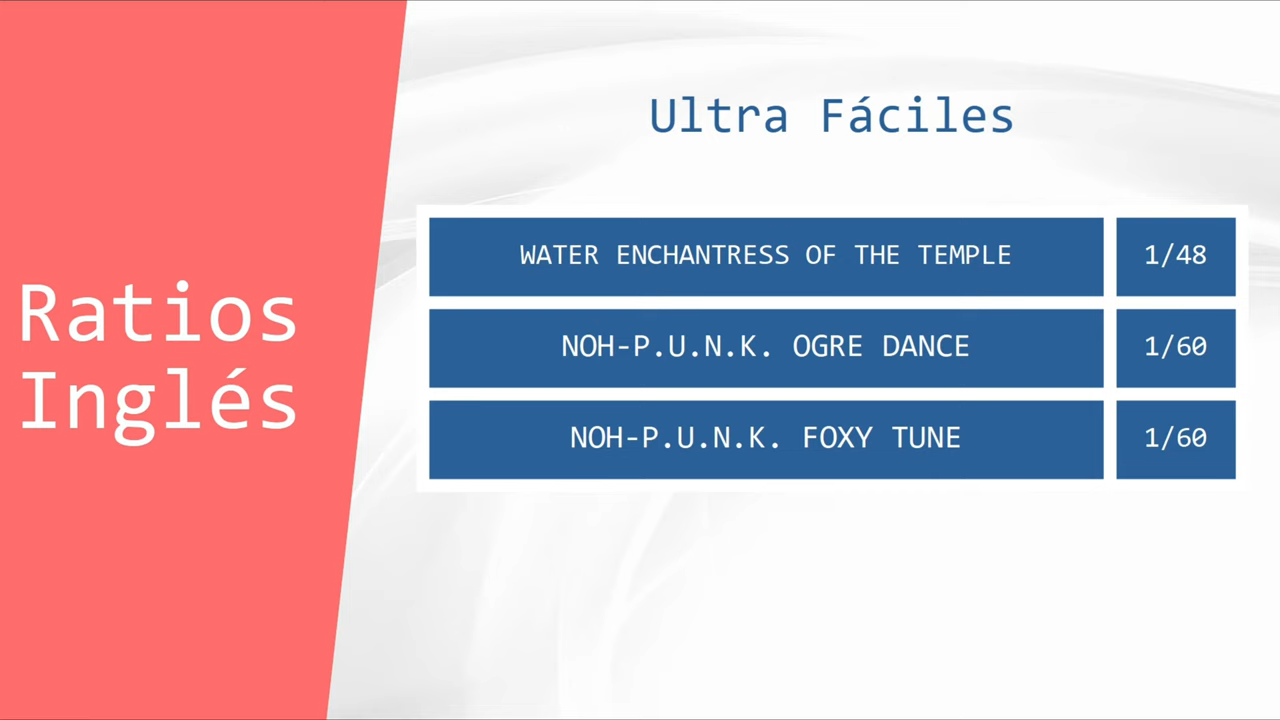 Ratios
Inglés
Ultra Fáciles
WATER ENCHANTRESS OF THE TEMPLE 1/48
NOH-P.U.N.K. OGRE DANCE 1/60
NOH-P.U.N.K. FOXY TUNE 1/60